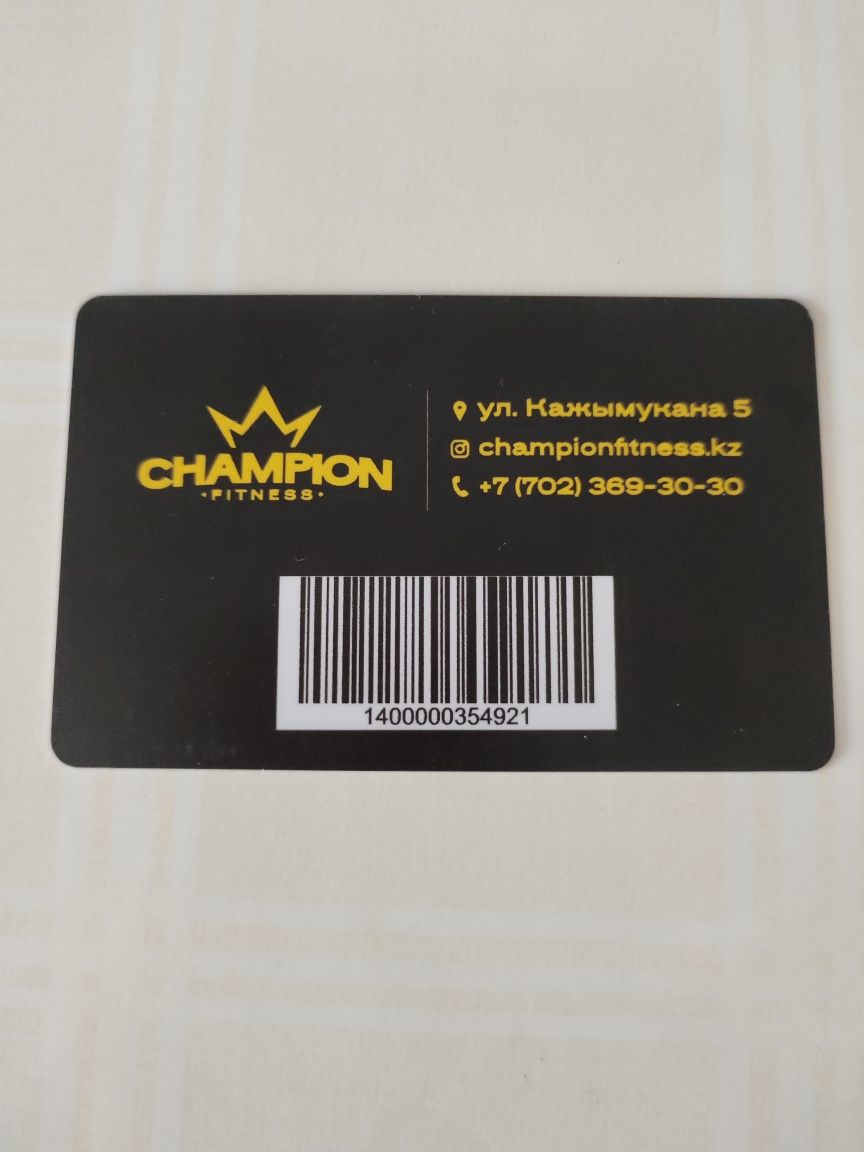 CHAMPION
·FITNESS·
ул. Кажымукана 5
championfitness.kz
+7 (702) 369-30-30
1400000354921